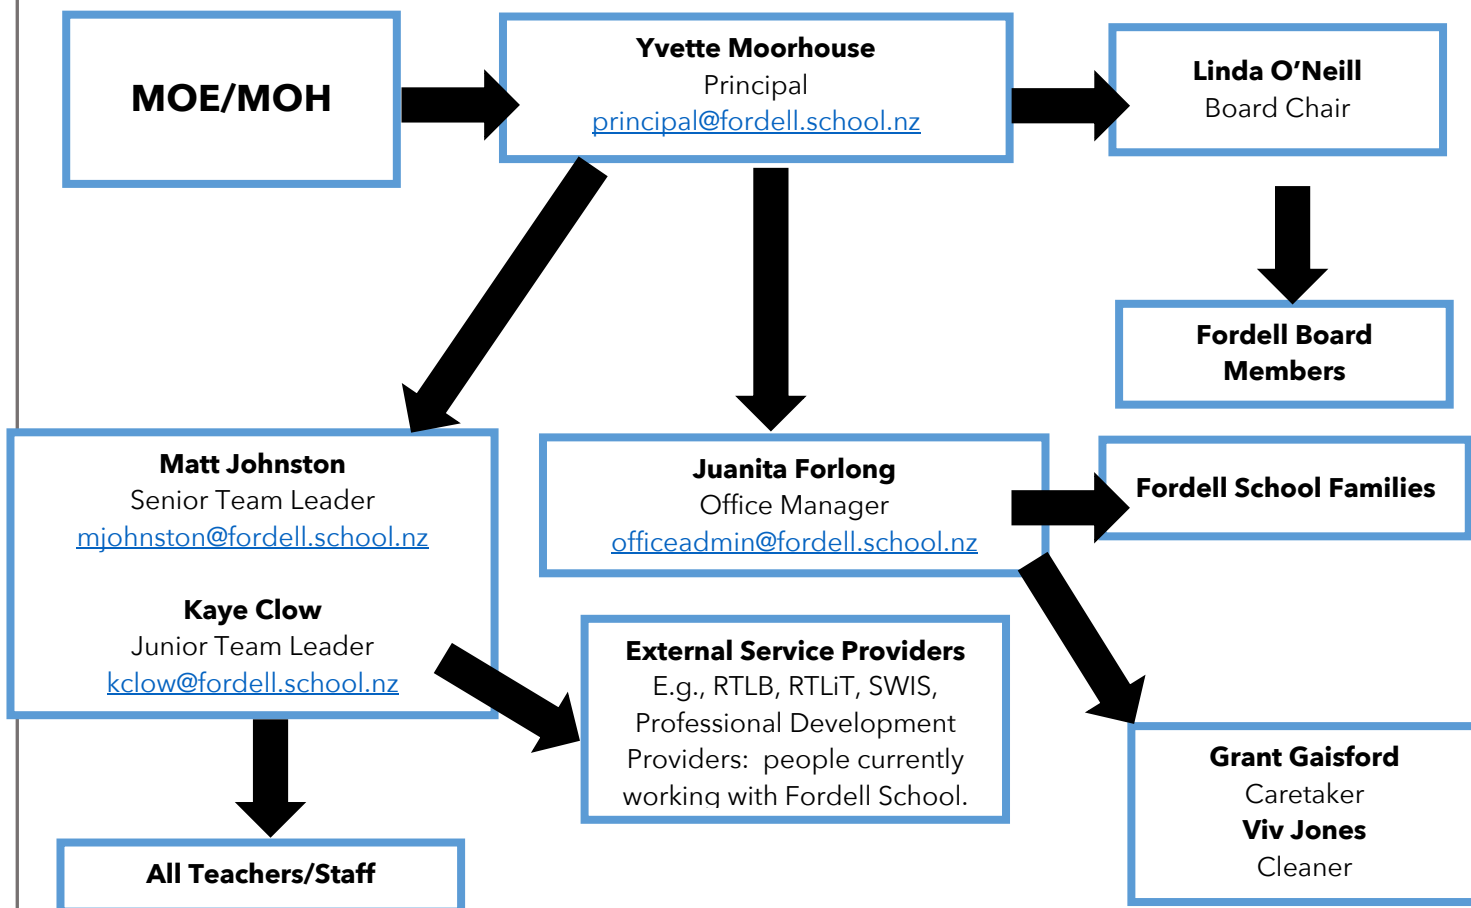 MOE/MOH
Yvette Moorhouse
Principal
principal@fordell.school.nz
Linda O’Neill
Board Chair
Fordell Board
Members
Matt Johnston
Senior Team Leader
mjohnston@fordell.school.nz
Kaye Clow
Junior Team Leader
kclow@fordell.school.nz
Juanita Forlong
Office Manager
officeadmin@fordell.school.nz
Fordell School Families
External Service Providers
E.g., RTLB, RTLiT, SWIS,
Professional Development
Providers:  people currently
working with Fordell School.
Grant Gaisford
Caretaker
Viv Jones
Cleaner
All Teachers/Staff